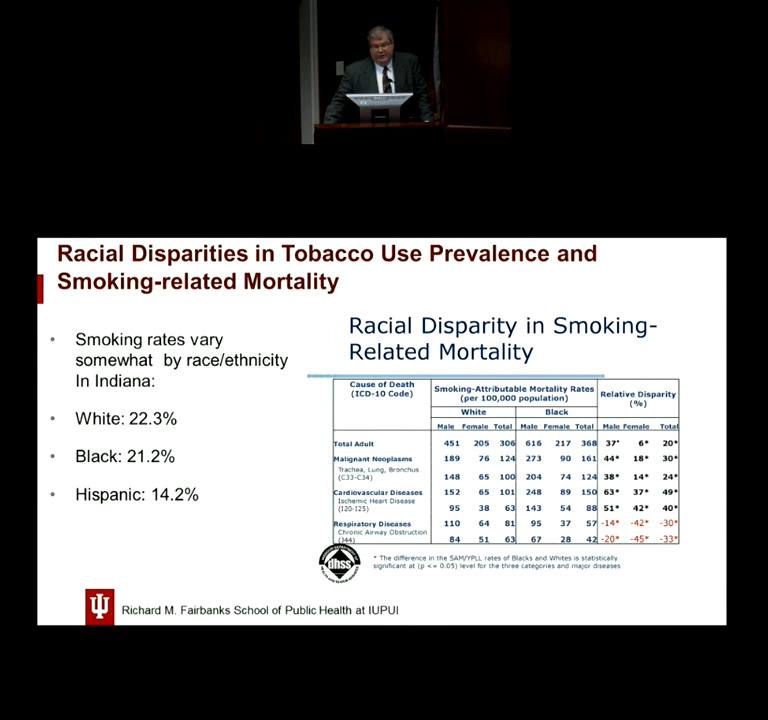 Racial Disparities in Tobacco Use Prevalence and
Smoking-related Mortality
• Smoking rates vary
somewhat by race/ethnicity
In Indiana:
• White: 22.3%
• Black: 21.2%
• Hispanic: 14.2%
Racial Disparity in Smoking-
Related Mortality
Cause of Death
(ICD-10 Code)
Smoking-Attributable Mortality Rates
(per 100,000 population)
Relative Disparity
(%)
White Black
Male Female Total Male Female Total Male Female Total
Total Adult 451 205 306 616 217 368 37* 6* 20*
Malignant Neoplasms 189 76 124 273 90 161 44* 18* 30*
Trachea, Lung, Bronchus
(C33-C34) 148 65 100 204 74 124 38* 14* 24*
Cardiovascular Diseases 152 65 101 248 89 150 63* 37* 49*
Ischemic Heart Disease
(I20-125) 95 38 63 143 54 88 51* 42* 40*
Respiratory Diseases 110 64 81 95 37 57 -14* -42* -30*
Chronic Airway Obstruction
(J44) 84 51 63 67 28 42 -20* -45* -33*
dhss
* The difference in the SAM/YPLL rates of Blacks and Whites is statistically
significant at (p <= 0.05) level for the three categories and major diseases
Richard M. Fairbanks School of Public Health at IUPUI